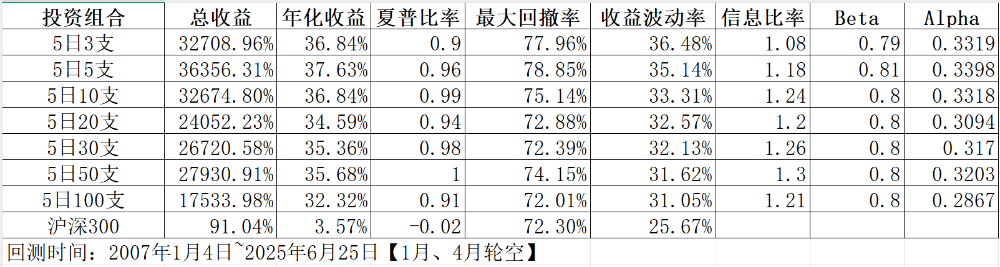 投资组合 总收益 年化收益 夏普比率 最大回撤率 收益波动率 信息比率 Beta Alpha
5日3支 32708.96% 36.84% 0.9 77.96% 36.48% 1.08 0.79 0.3319
5日5支 36356.31% 37.63% 0.96 78.85% 35.14% 1.18 0.81 0.3398
5日10支 32674.80% 36.84% 0.99 75.14% 33.31% 1.24 0.8 0.3318
5日20支 24052.23% 34.59% 0.94 72.88% 32.57% 1.2 0.8 0.3094
5日30支 26720.58% 35.36% 0.98 72.39% 32.13% 1.26 0.8 0.317
5日50支 27930.91% 35.68% 1 74.15% 31.62% 1.3 0.8 0.3203
5日100支 17533.98% 32.32% 0.91 72.01% 31.05% 1.21 0.8 0.2867
沪深300 91.04% 3.57% -0.02 72.30% 25.67%
回测时间：2007年1月4日~2025年6月25日【1月、4月轮空】